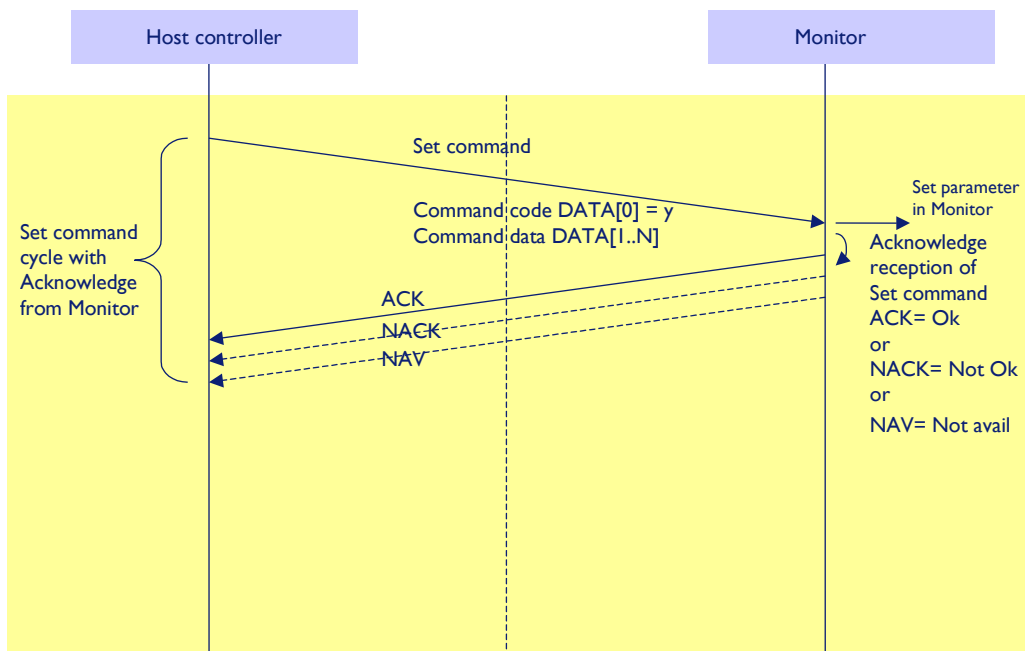 Host controller
Monitor
Set command
Command code DATA[0] = y
Command data DATA[1..N]
Set parameter
in Monitor
Set command
cycle with
Acknowledge
from Monitor
Acknowledge
reception of
Set command
ACK= Ok
or
NACK= Not Ok
or
NAV= Not avail
ACK
NACK
NAV